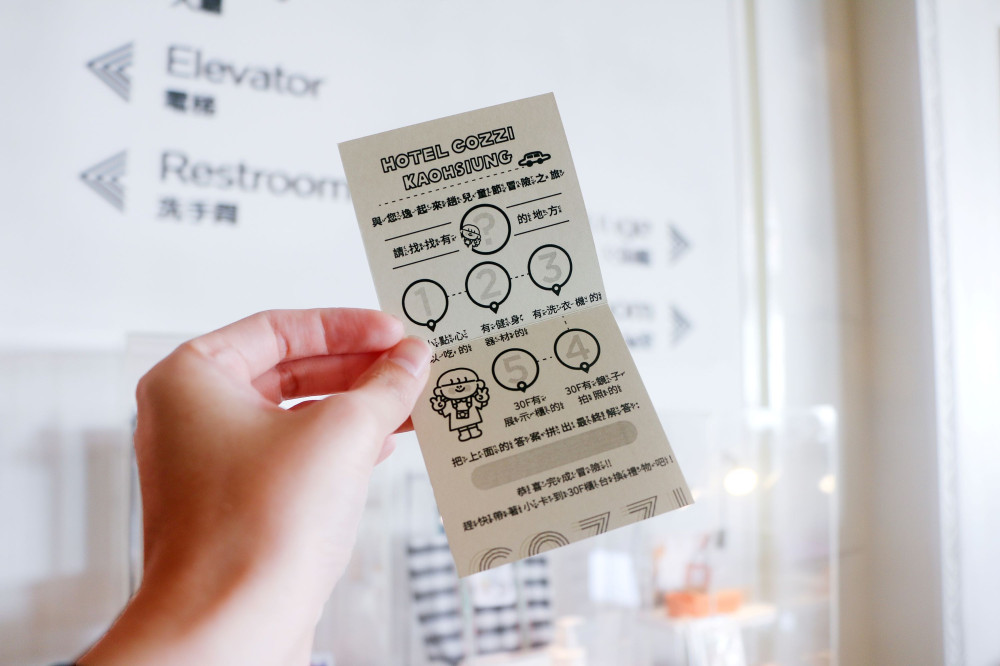 Elevator
電梯
Restroom
洗手間
HOTEL COZZI
KAOHSIUNG
與您逸起來趟兒童節冒險之旅
請找找有 ? 的地方
1 2 3
小點心
以吃的
有健身
器材的
有洗衣機的
5 4
30F有
展示櫃的
30F有鏡子
拍照的
把上面的答案拼出最終解答:
恭喜完成冒險!!
趕快帶著小卡到30F櫃台換禮物吧!!
COZZI